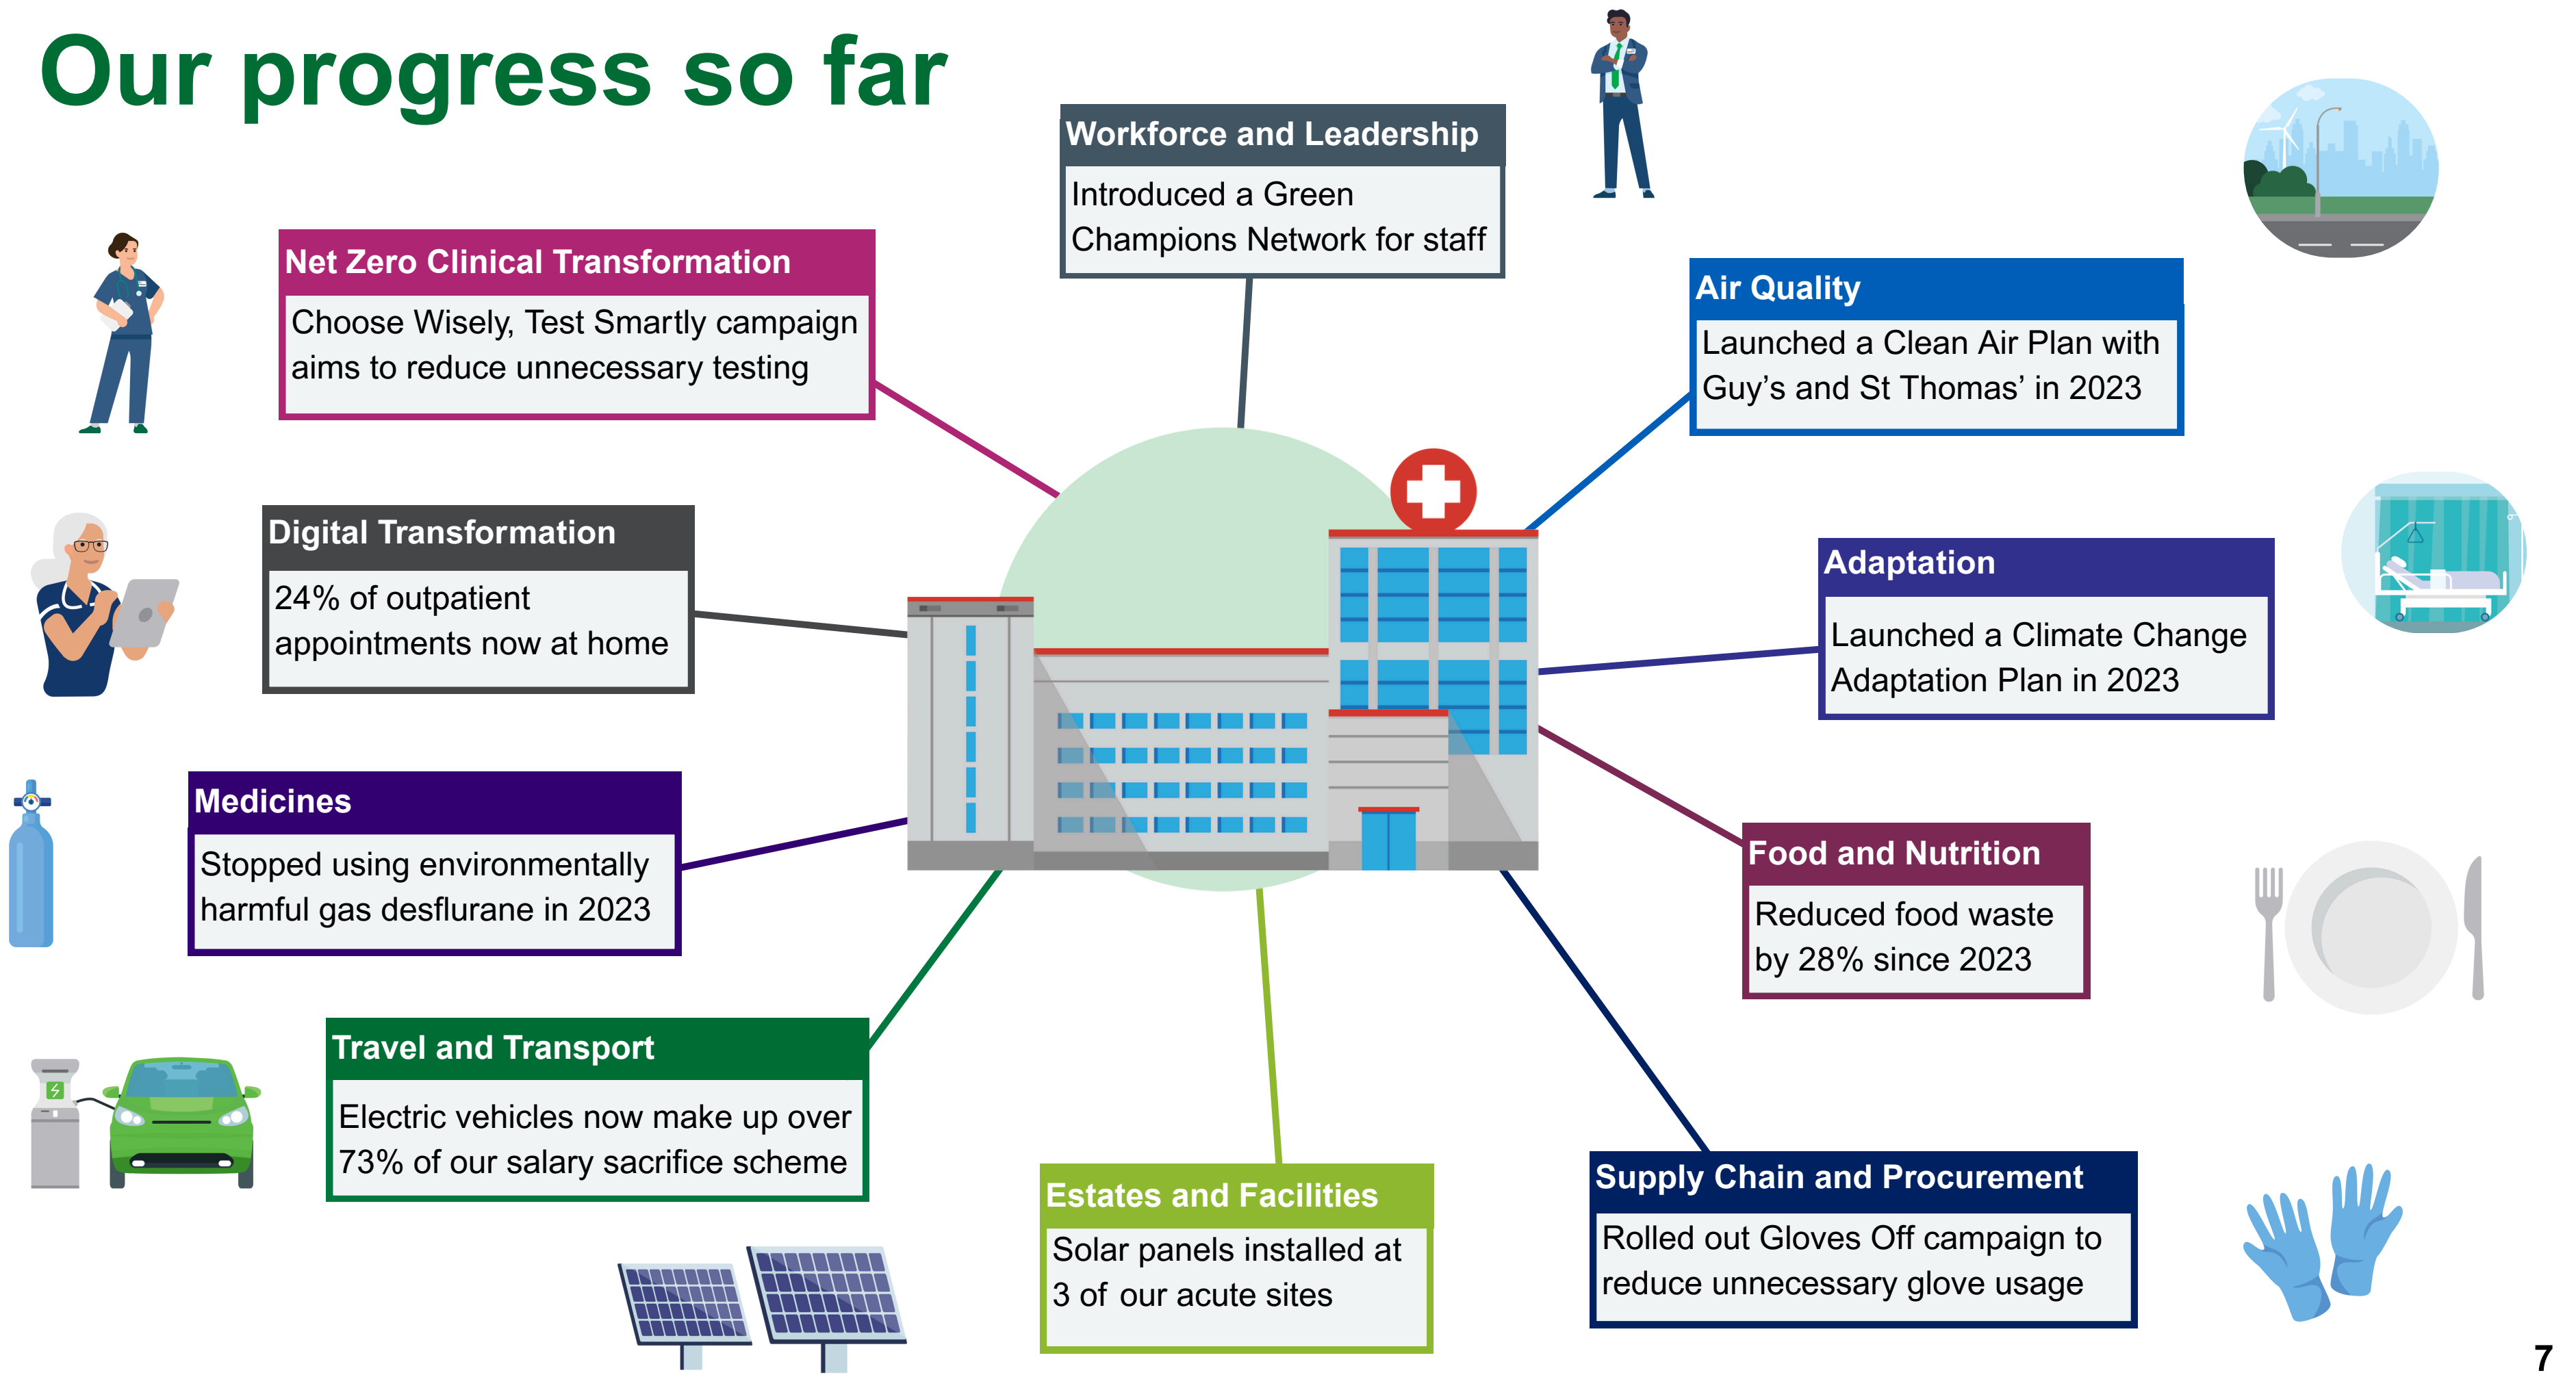 Our progress so far
Workforce and Leadership
Introduced a Green
Champions Network for staff
Net Zero Clinical Transformation
Choose Wisely, Test Smartly campaign
aims to reduce unnecessary testing
Air Quality
Launched a Clean Air Plan with
Guy’s and St Thomas’ in 2023
Digital Transformation
24% of outpatient
appointments now at home
Adaptation
Launched a Climate Change
Adaptation Plan in 2023
Medicines
Stopped using environmentally
harmful gas desflurane in 2023
Food and Nutrition
Reduced food waste
by 28% since 2023
Travel and Transport
Electric vehicles now make up over
73% of our salary sacrifice scheme
Estates and Facilities
Solar panels installed at
3 of our acute sites
Supply Chain and Procurement
Rolled out Gloves Off campaign to
reduce unnecessary glove usage
7